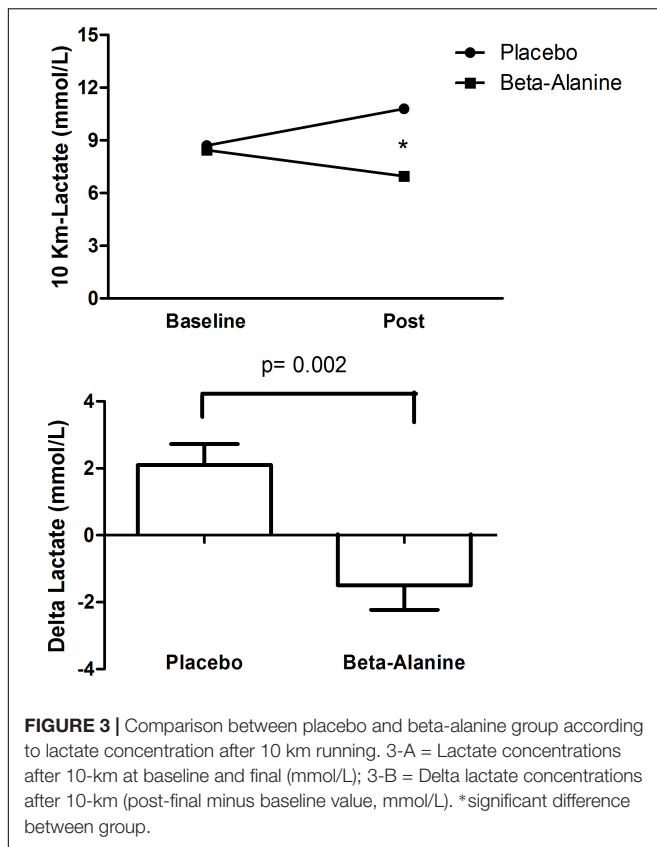 Placebo
Beta-Alanine
10 Km-Lactate (mmol/L)
15
12
9
6
3
0
*
Baseline Post
p= 0.002
Delta Lactate (mmol/L)
4
2
0
-2
-4
Placebo Beta-Alanine
FIGURE 3 | Comparison between placebo and beta-alanine group according
to lactate concentration after 10 km running. 3-A = Lactate concentrations
after 10-km at baseline and final (mmol/L); 3-B = Delta lactate concentrations
after 10-km (post-final minus baseline value, mmol/L). *significant difference
between group.